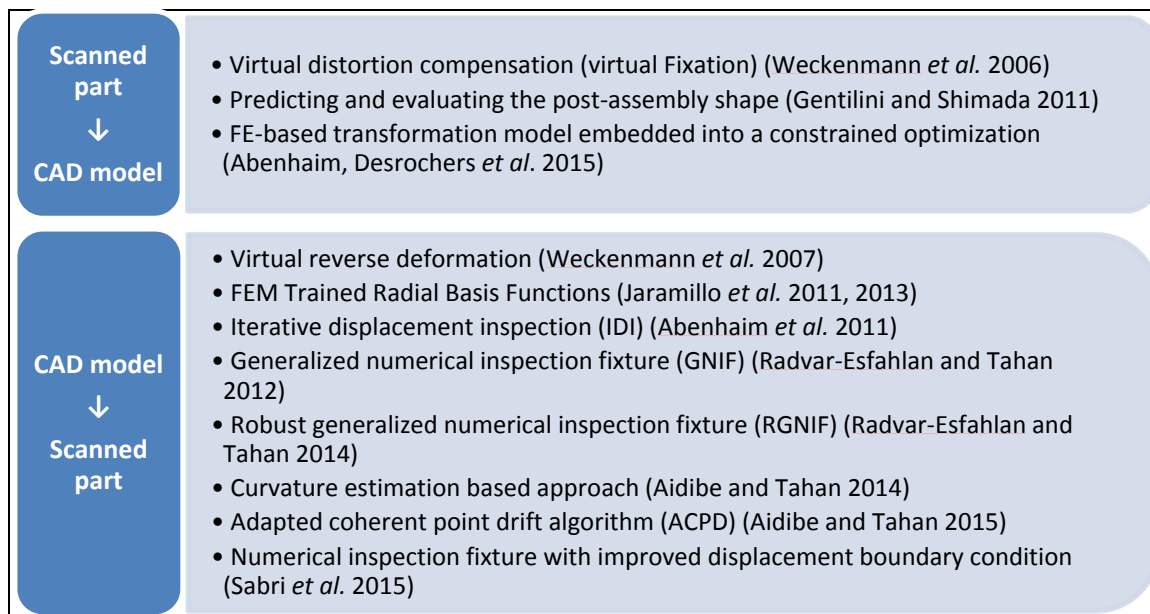 Scanned
part
↓
CAD model
• Virtual distortion compensation (virtual Fixation) (Weckenmann et al. 2006)
• Predicting and evaluating the post-assembly shape (Gentilini and Shimada 2011)
• FE-based transformation model embedded into a constrained optimization
(Abenhaim, Desrochers et al. 2015)
CAD model
↓
Scanned
part
• Virtual reverse deformation (Weckenmann et al. 2007)
• FEM Trained Radial Basis Functions (Jaramillo et al. 2011, 2013)
• Iterative displacement inspection (IDI) (Abenhaim et al. 2011)
• Generalized numerical inspection fixture (GNIF) (Radvar-Esfahlan and Tahan
2012)
• Robust generalized numerical inspection fixture (RGNIF) (Radvar-Esfahlan and
Tahan 2014)
• Curvature estimation based approach (Aidibe and Tahan 2014)
• Adapted coherent point drift algorithm (ACPD) (Aidibe and Tahan 2015)
• Numerical inspection fixture with improved displacement boundary condition
(Sabri et al. 2015)